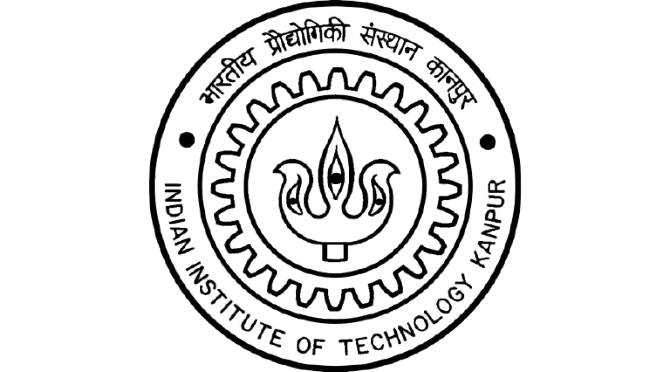 भारतीय प्रौद्योगिकी संस्थान कानपुर
INDIAN INSTITUTE OF TECHNOLOGY KANPUR